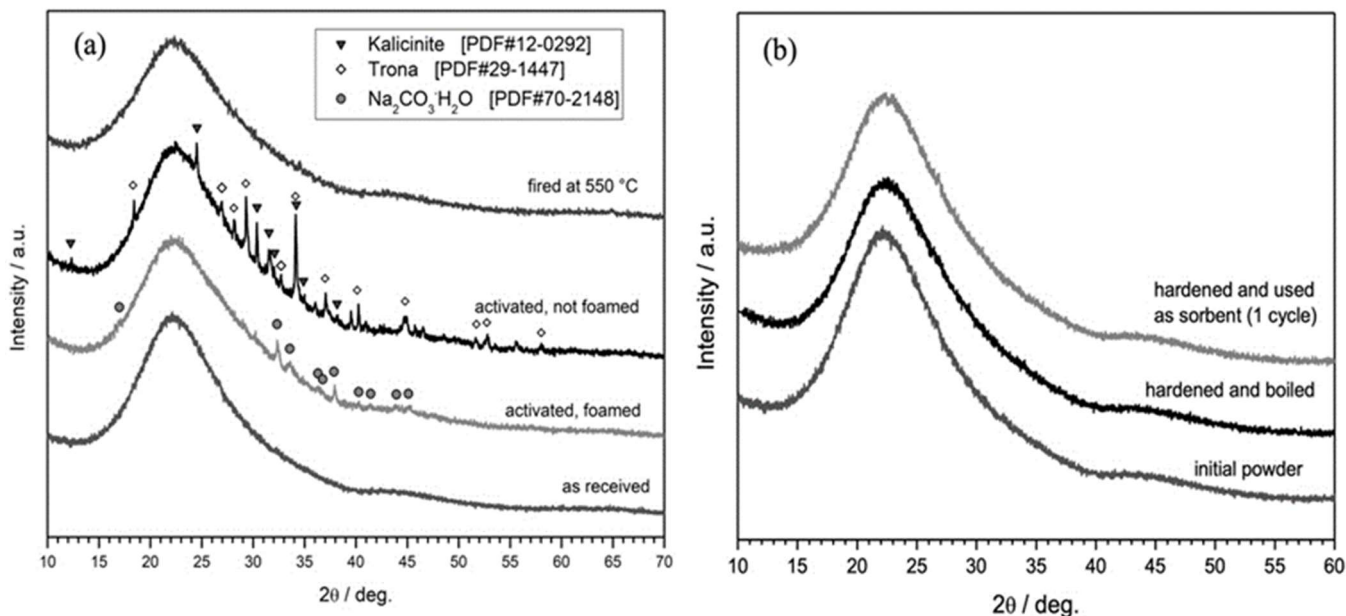 (a)
Kalicinite [PDF#12-0292]
Trona [PDF#29-1447]
Na₂CO₃·H₂O [PDF#70-2148]
fired at 550 °C
activated, not foamed
activated, foamed
as received
Intensity / a.u.
10 15 20 25 30 35 40 45 50 55 60 65 70
2θ / deg.
(b)
hardened and used
as sorbent (1 cycle)
hardened and boiled
initial powder
Intensity / a.u.
10 15 20 25 30 35 40 45 50 55 60
2θ / deg.